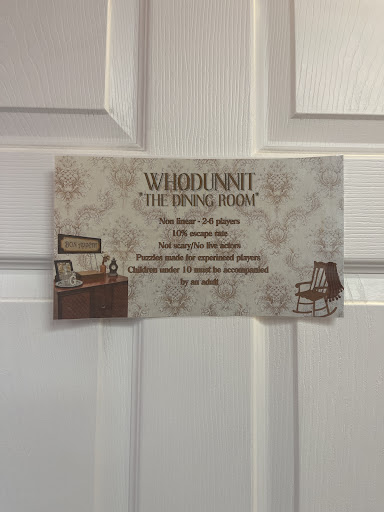 WHODUNNIT
"THE DINING ROOM"
Non linear - 2-6 players
10% escape rate
Not scary/No live actors
Puzzles made for experienced players
Children under 10 must be accompanied
by an adult